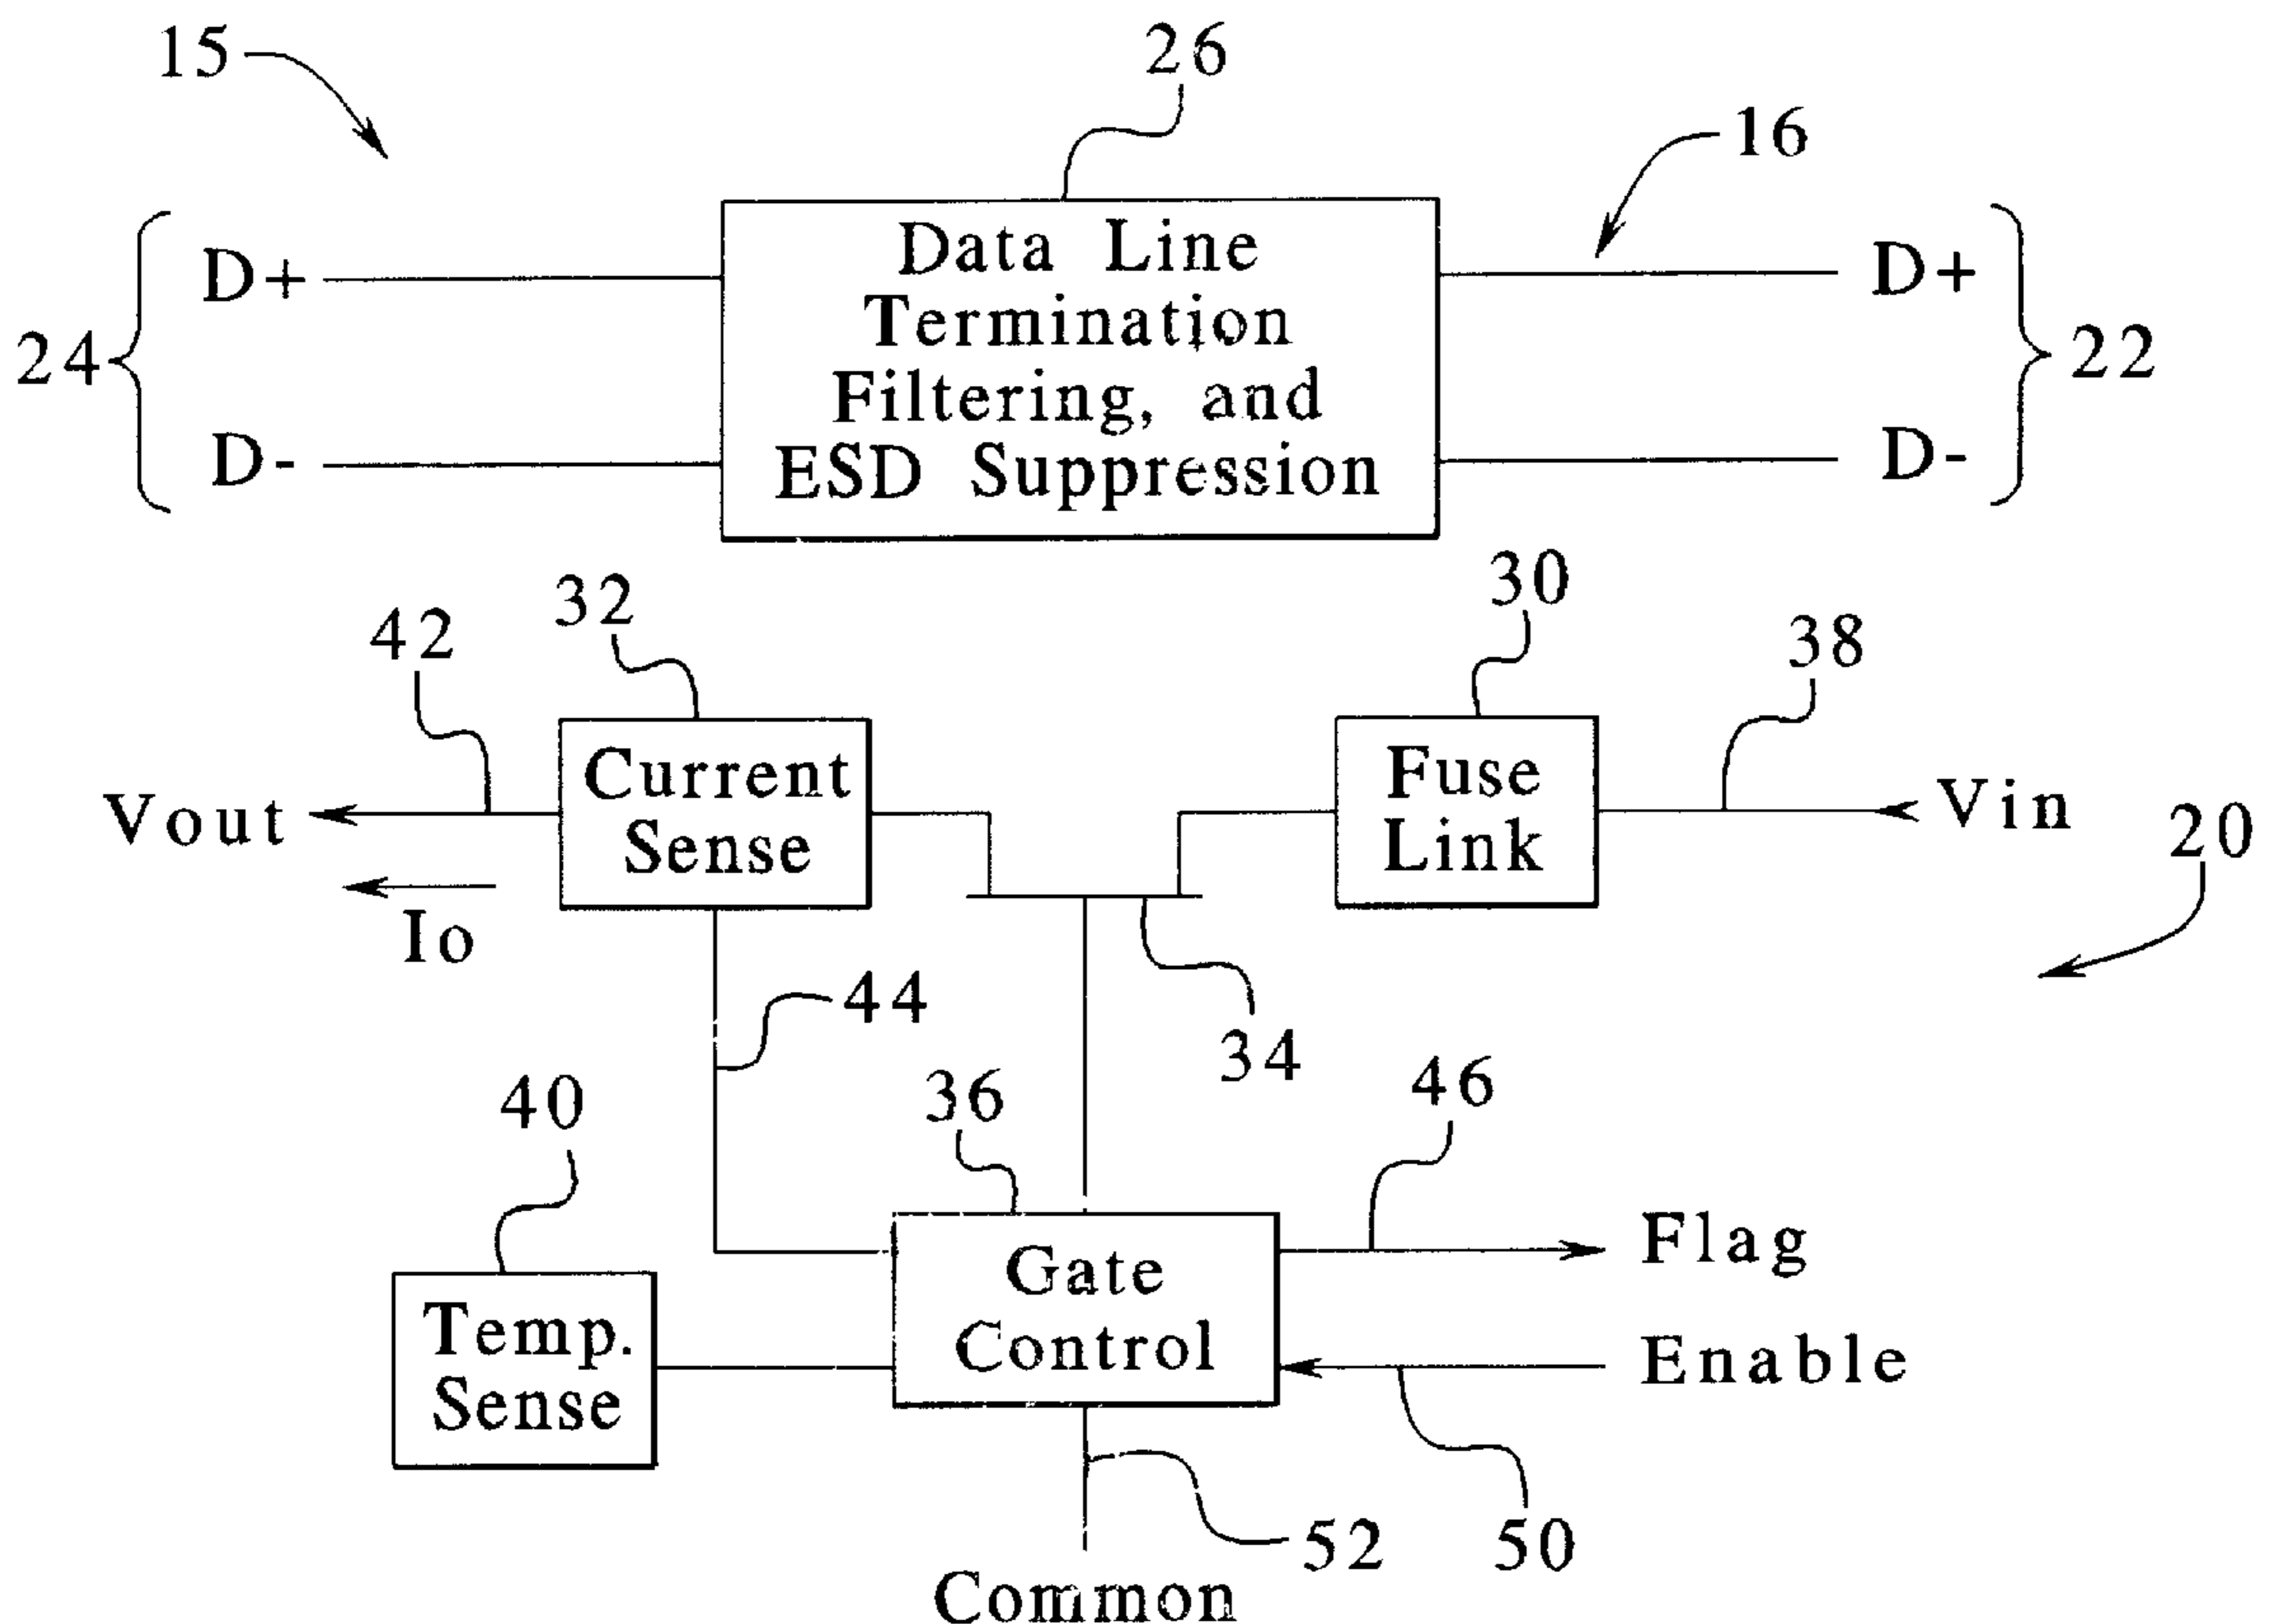 15
26
16
Data Line
Termination
Filtering, and
ESD Suppression
D+
D-
24
D+
D-
22
42
32
30
38
Vout
Current
Sense
Fuse
Link
Vin
20
Io
44
34
40
36
46
Temp.
Sense
Gate
Control
Flag
Enable
52
50
Common